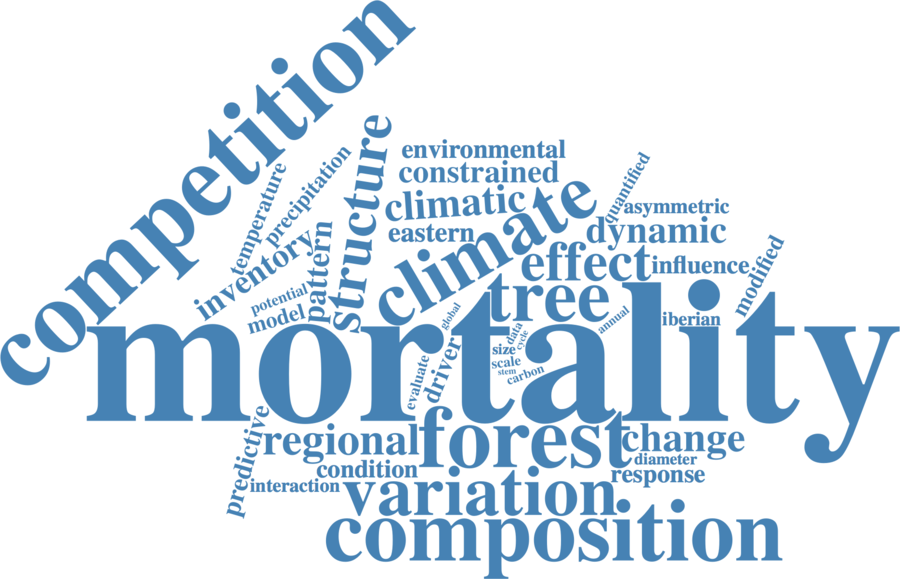 competition
temperature
precipitation
structure
environmental
constrained
climatic
eastern
climate
quantified
asymmetric
dynamic
effect
influence
modified
inventory
pattern
potential
model
tree
global
annual
iberian
mortality
data
cycle
size
scale
stem
carbon
evaluate
driver
predictive
regional
forest
change
condition
diameter
interaction
response
variation
composition